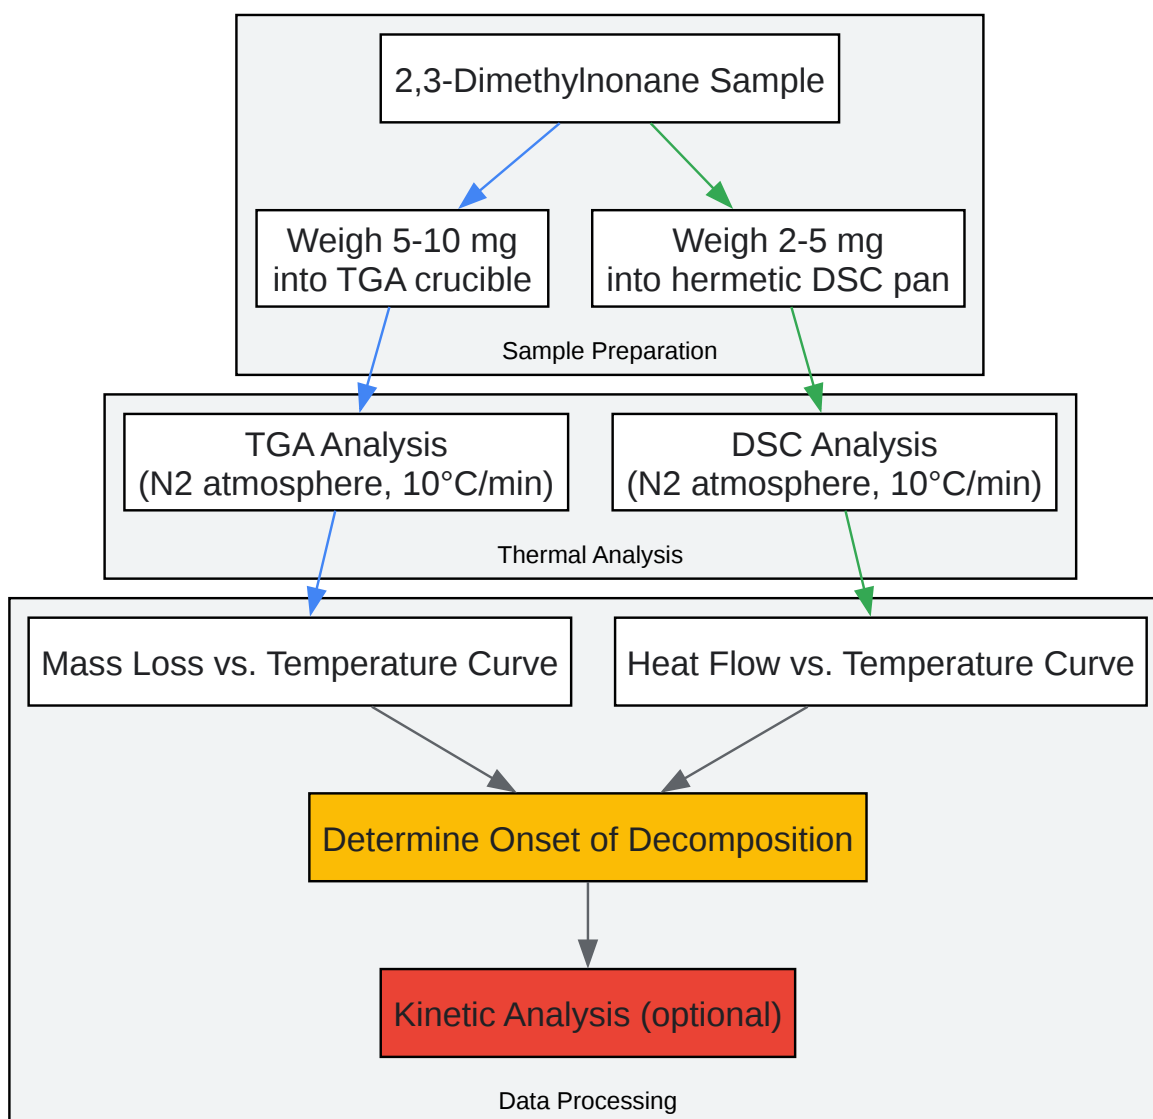 2,3-Dimethylnonane Sample
Weigh 5-10 mg
into TGA crucible
Weigh 2-5 mg
into hermetic DSC pan
Sample Preparation
TGA Analysis
(N2 atmosphere, 10°C/min)
DSC Analysis
(N2 atmosphere, 10°C/min)
Thermal Analysis
Mass Loss vs. Temperature Curve
Heat Flow vs. Temperature Curve
Determine Onset of Decomposition
Kinetic Analysis (optional)
Data Processing